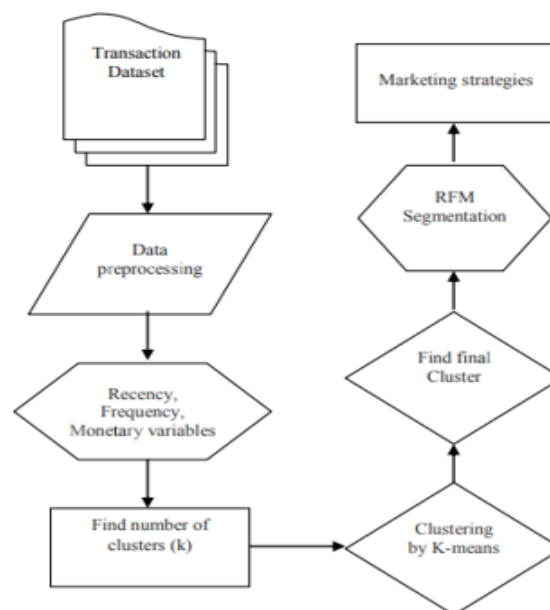 Transaction
Dataset
Data
preprocessing
Recency,
Frequency,
Monetary variables
Find number of
clusters (k)
Clustering
by K-means
Find final
Cluster
RFM
Segmentation
Marketing strategies